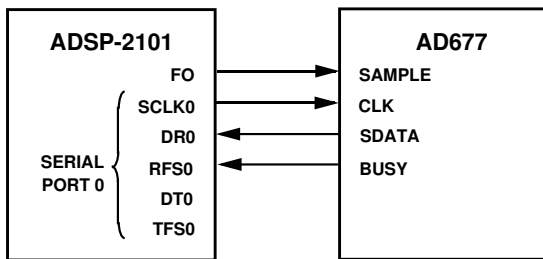 ADSP-2101
FO
SCLK0
DR0
RFS0
DT0
TFS0
SERIAL
PORT 0
AD677
SAMPLE
CLK
SDATA
BUSY